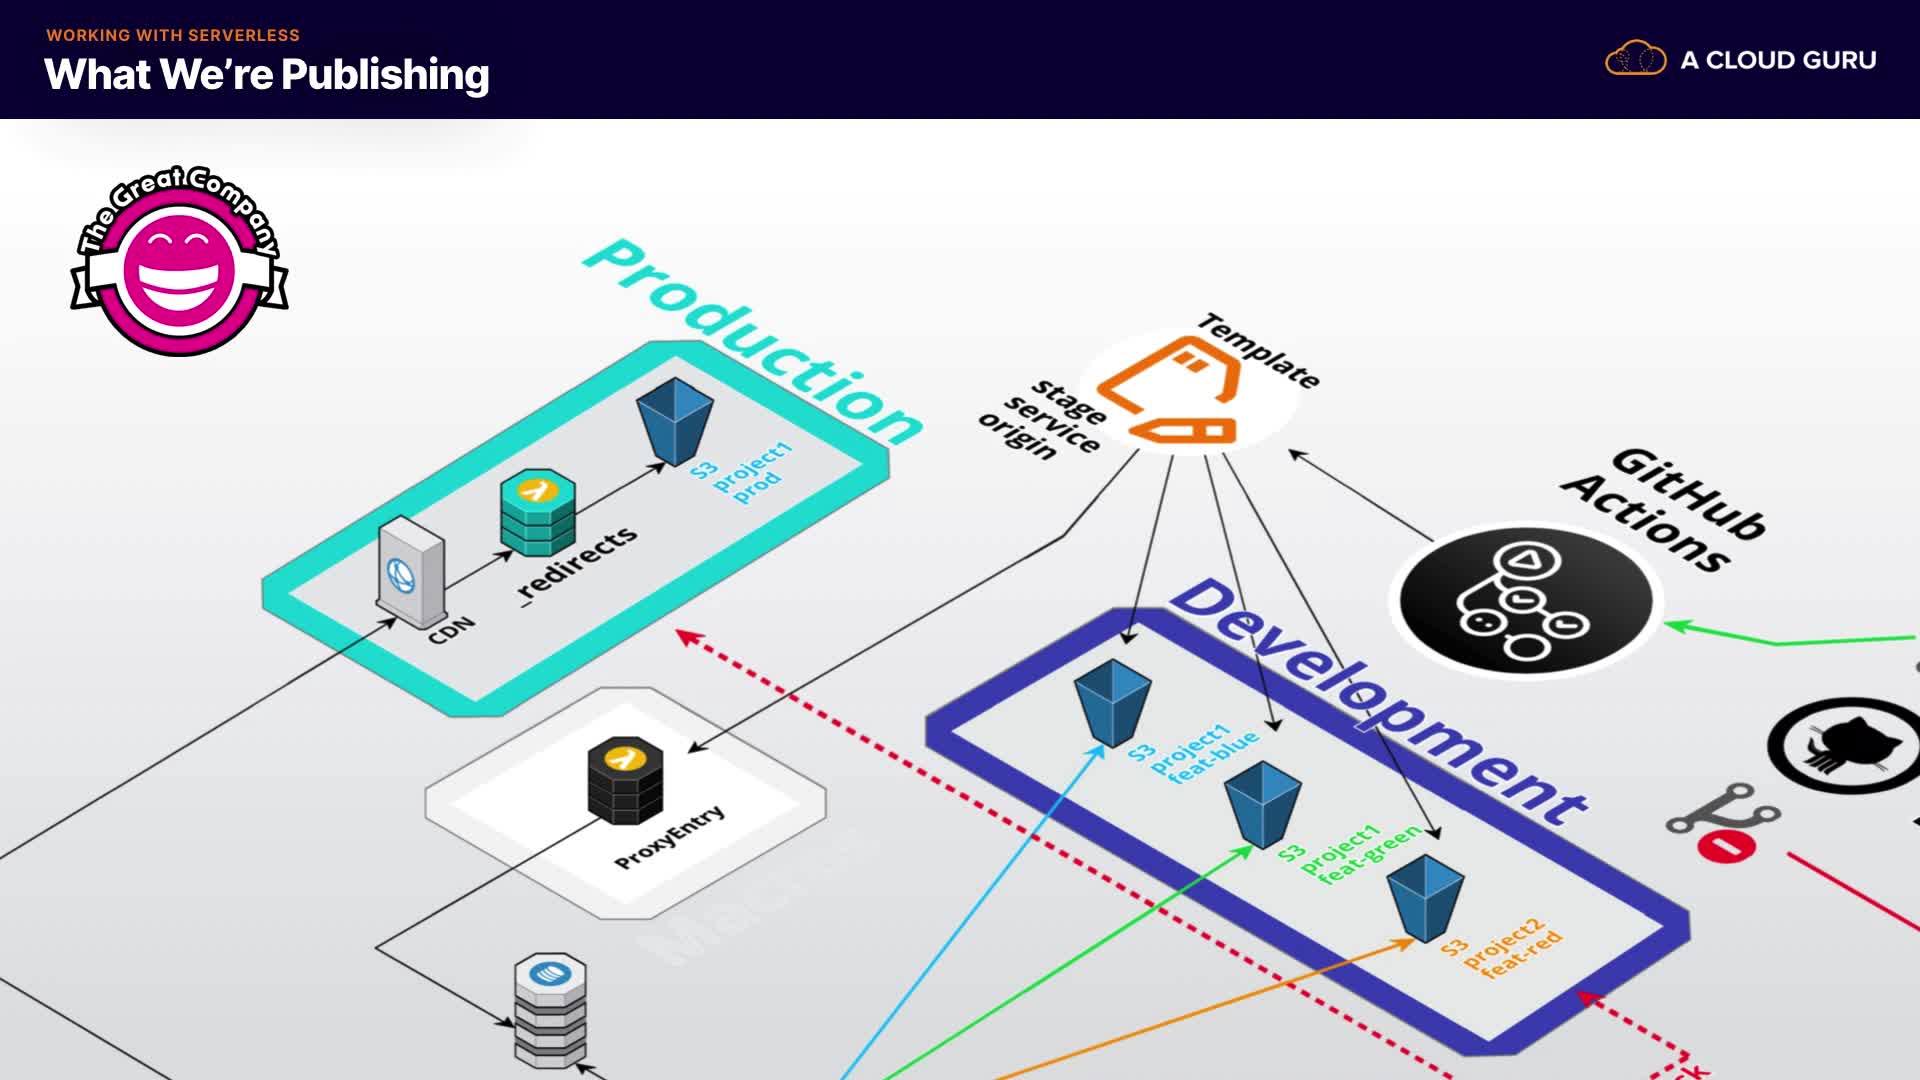 WORKING WITH SERVERLESS
What We’re Publishing
A CLOUD GURU
The Great Company
Production
Template
stage
service
origin
GitHub
Actions
S3
project1
prod
_redirects
CDN
Development
S3
project1
feat-blue
ProxyEntry
S3
project1
feat-green
S3
project2
feat-red